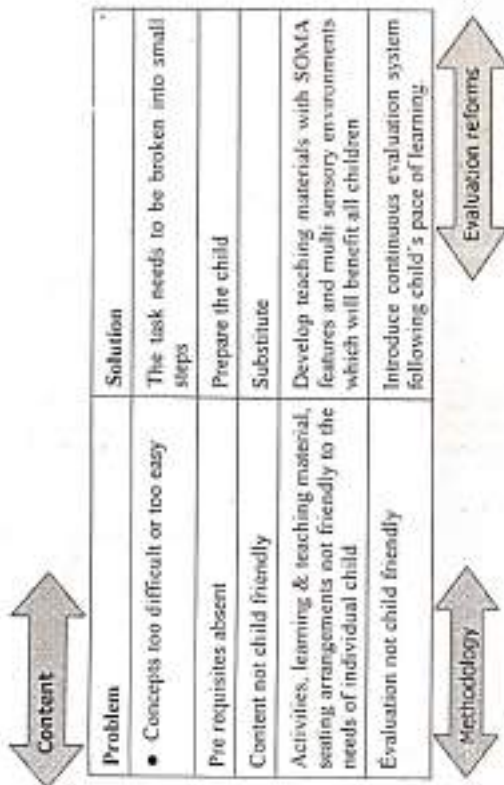 Content
Problem
Solution
• Concepts too difficult or too easy
The task needs to be broken into small
steps
Pre requisites absent
Prepare the child
Content not child friendly
Substitute
Activities, learning & teaching material,
seating arrangements not friendly to the
needs of individual child
Develop teaching materials with SOMA
features and multi sensory environments
which will benefit all children
Evaluation not child friendly
Introduce continuous evaluation system
following child's pace of learning.
Methodology
Evaluation reforms